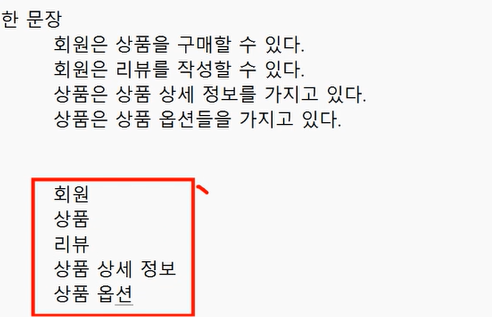 한 문장
회원은 상품을 구매할 수 있다.
회원은 리뷰를 작성할 수 있다.
상품은 상품 상세 정보를 가지고 있다.
상품은 상품 옵션들을 가지고 있다.
회원
상품
리뷰
상품 상세 정보
상품 옵션